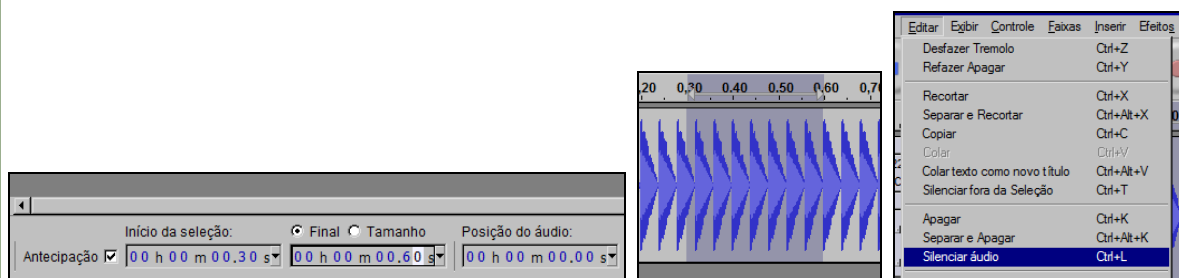 Início da seleção: Final Tamanho Posição do áudio:
Antecipação 00 h 00 m 00.30 s 00 h 00 m 00.60 s 00 h 00 m 00.00 s
,20 0,30 0.40 0.50 0.60 0,7
Editar Exibir Controle Faixas Inserir Efeitos
Desfazer Tremolo Ctrl+Z
Refazer Apagar Ctrl+Y
Recortar Ctrl+X
Separar e Recortar Ctrl+Alt+X
Copiar Ctrl+C
Colar Ctrl+V
Colar texto como novo título Ctrl+Alt+V
Silenciar fora da Seleção Ctrl+T
Apagar Ctrl+K
Separar e Apagar Ctrl+Alt+K
Silenciar áudio Ctrl+L